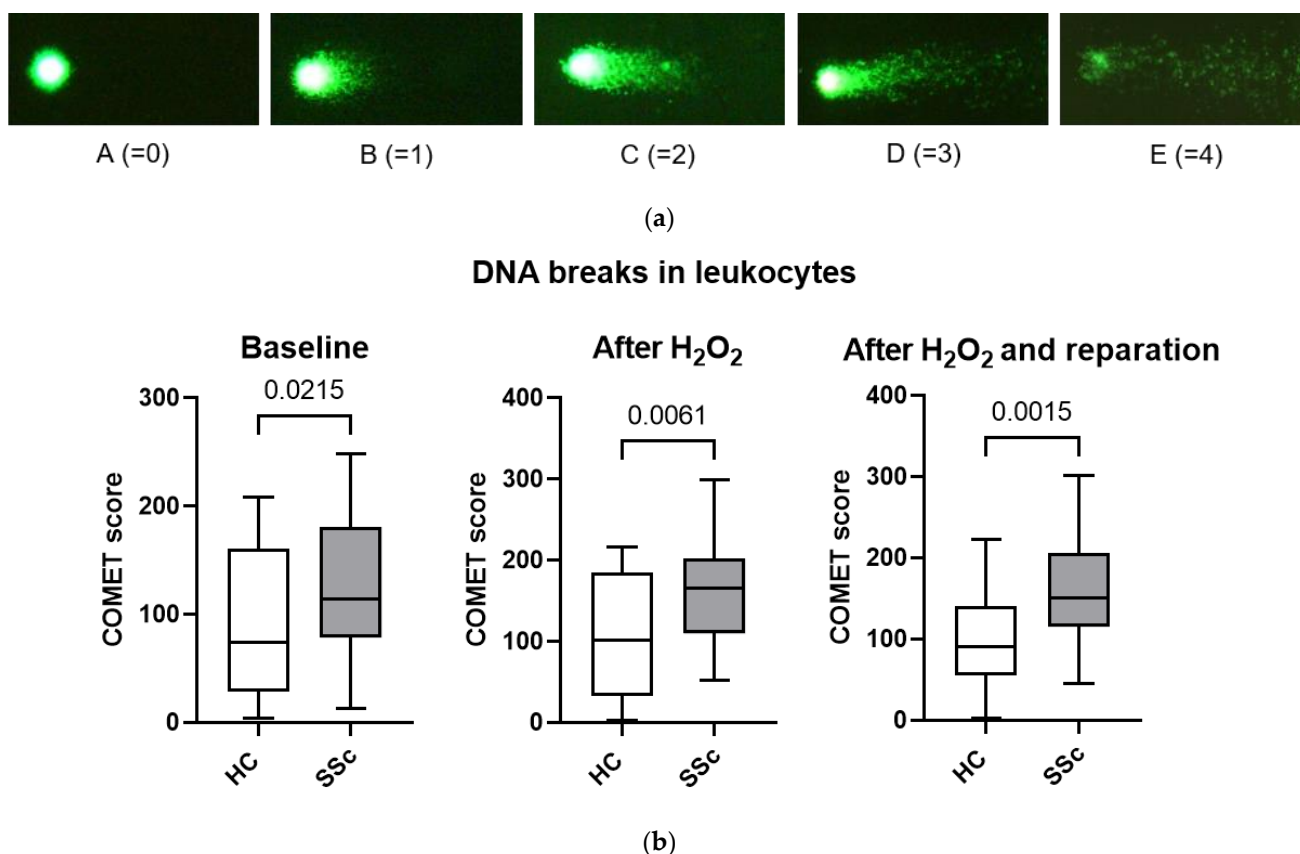 A (=0) B (=1) C (=2) D (=3) E (=4)
(a)
DNA breaks in leukocytes
Baseline
0.0215
COMET score
300
200
100
0
HC
SSc
After H₂O₂
0.0061
COMET score
400
300
200
100
0
HC
SSc
After H₂O₂ and reparation
0.0015
COMET score
400
300
200
100
0
HC
SSc
(b)